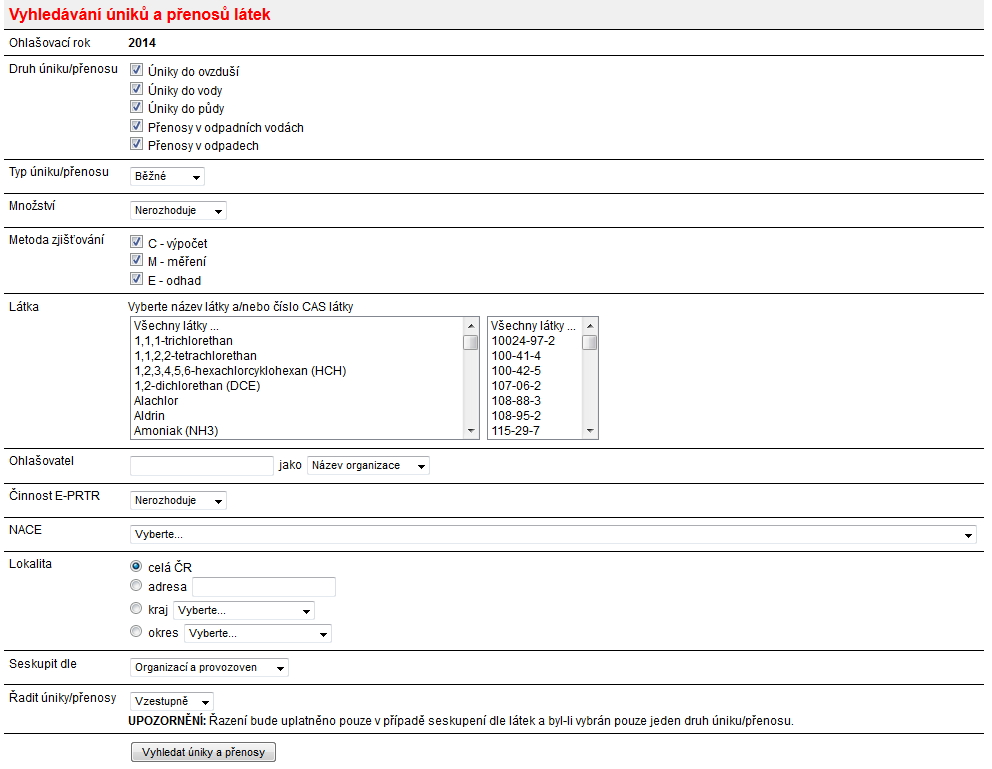 Vyhledávání úniků a přenosů látek
Ohlašovací rok 2014
Druh úniku/přenosu
Úniky do ovzduší
Úniky do vody
Úniky do půdy
Přenosy v odpadních vodách
Přenosy v odpadech
Typ úniku/přenosu Běžné
Množství Nerozhoduje
Metoda zjišťování
C - výpočet
M - měření
E - odhad
Látka Vyberte název látky a/nebo číslo CAS látky
Všechny látky ... Všechny látky ...
1,1,1-trichlorethan 10024-97-2
1,1,2,2-tetrachlorethan 100-41-4
1,2,3,4,5,6-hexachlorcyklohexan (HCH) 100-42-5
1,2-dichlorethan (DCE) 107-06-2
Alachlor 108-88-3
Aldrin 108-95-2
Amoniak (NH3) 115-29-7
Ohlašovatel jako Název organizace
Činnost E-PRTR Nerozhoduje
NACE Vyberte...
Lokalita celá ČR
adresa
kraj Vyberte...
okres Vyberte...
Seskupit dle Organizací a provozoven
Řadit úniky/přenosy Vzestupně
UPOZORNĚNÍ: Řazení bude uplatněno pouze v případě seskupení dle látek a byl-li vybrán pouze jeden druh úniku/přenosu.
Vyhledat úniky a přenosy